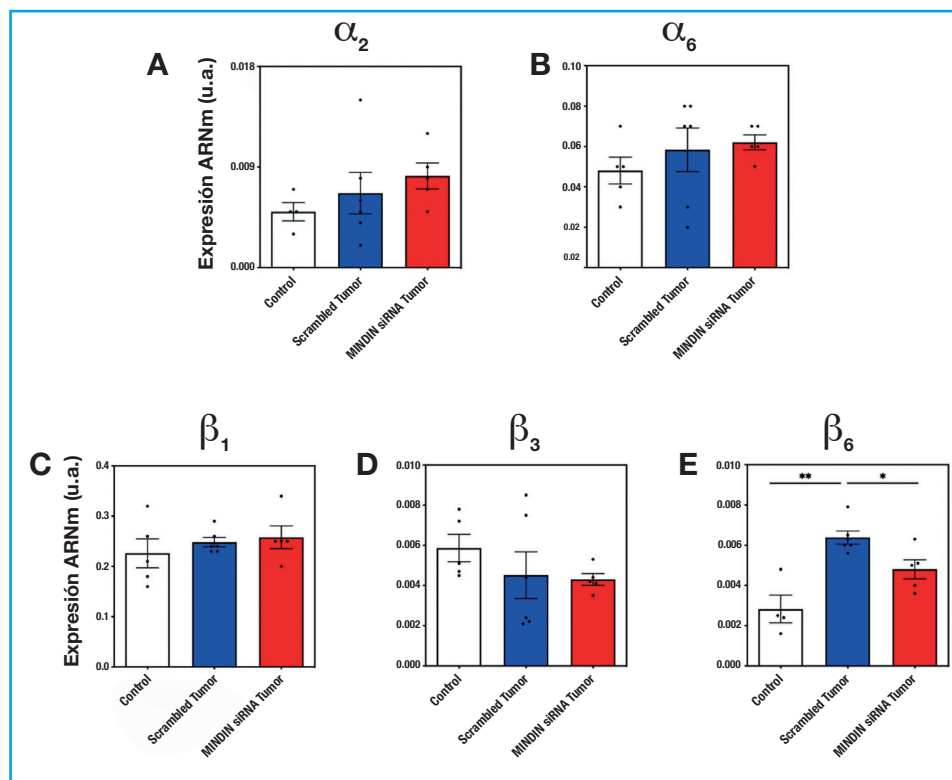 α2
α6
A
B
Expresión ARNm (u.a.)
0.018
0.009
0.000
Control
Scrambled Tumor
MINDIN siRNA Tumor
0.10
0.08
0.06
0.04
0.02
0.02
Control
Scrambled Tumor
MINDIN siRNA Tumor
β1
β3
β6
C
D
E
Expresión ARNm (u.a.)
0.4
0.3
0.2
0.1
0.0
Control
Scrambled Tumor
MINDIN siRNA Tumor
0.010
0.008
0.006
0.004
0.002
0.000
Control
Scrambled Tumor
MINDIN siRNA Tumor
0.010
0.008
0.006
0.004
0.002
0.000
** *
Control
Scrambled Tumor
MINDIN siRNA Tumor